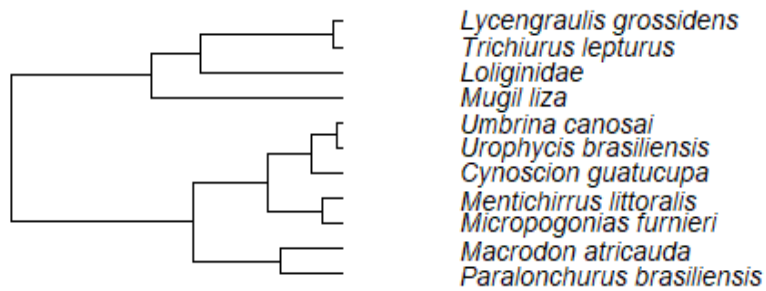 Lycengraulis grossidens
Trichiurus lepturus
Loliginidae
Mugil liza
Umbrina canosai
Urophycis brasiliensis
Cynoscion guatucupa
Mentichirrus littoralis
Micropogonias furnieri
Macrodon atricauda
Paralonchurus brasiliensis